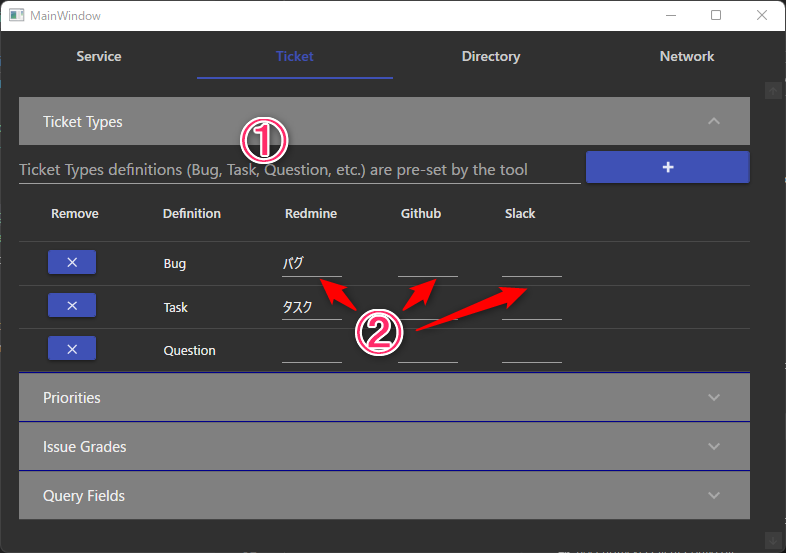 MainWindow
Service Ticket Directory Network
Ticket Types
①
Ticket Types definitions (Bug, Task, Question, etc.) are pre-set by the tool
+
Remove Definition Redmine Github Slack
× Bug バグ
× Task タスク
②
× Question
Priorities
Issue Grades
Query Fields